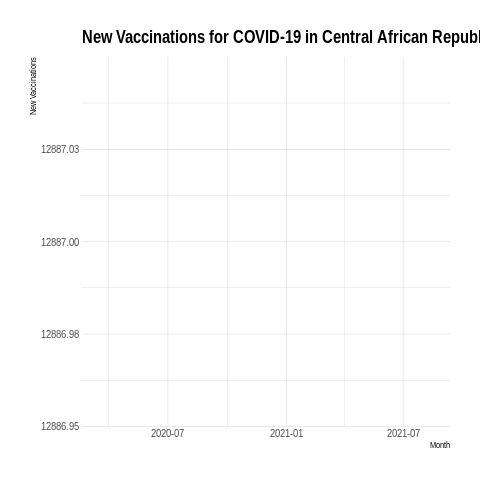 New Vaccinations for COVID-19 in Central African Republ
New Vaccinations
12887.03
12887.00
12886.98
12886.95
2020-07 2021-01 2021-07
Month